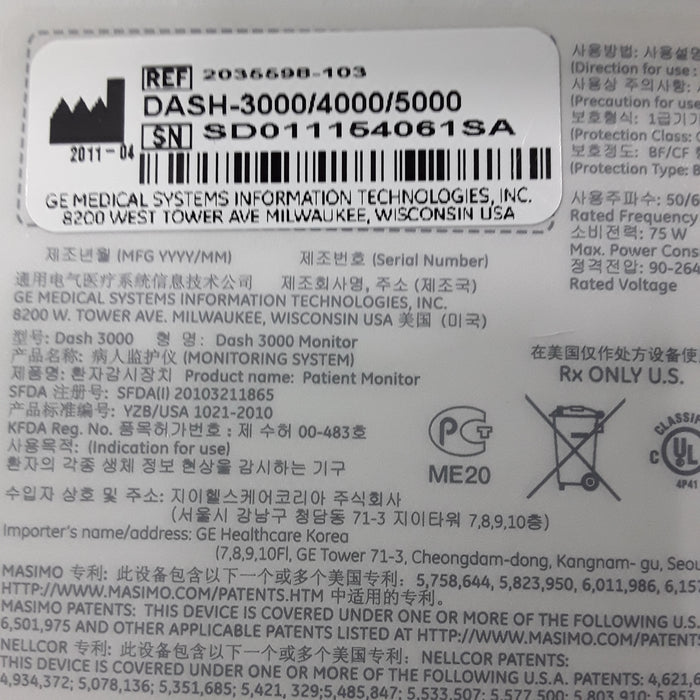 REF 2035598-103
DASH-3000/4000/5000
SN SD011154061SA
2011-04
GE MEDICAL SYSTEMS INFORMATION TECHNOLOGIES, INC.
8200 WEST TOWER AVE MILWAUKEE, WISCONSIN USA
제조년월 (MFG YYYY/MM) 제조번호 (Serial Number)
通用电气医疗系统信息技术公司 제조회사명, 주소 (제조국)
GE MEDICAL SYSTEMS INFORMATION TECHNOLOGIES, INC.
8200 W. TOWER AVE. MILWAUKEE, WISCONSIN USA 美国 (미국)
型号: Dash 3000 형 명: Dash 3000 Monitor
产品名称: 病人监护仪 (MONITORING SYSTEM)
제품명: 환자감시장치 Product name: Patient Monitor
SFDA 注册号: SFDA(I) 20103211865
产品标准编号: YZB/USA 1021-2010
KFDA Reg. No. 품목허가번호 : 제 수허 00-483호
사용목적: (Indication for use)
환자의 각종 생체 정보 현상을 감시하는 기구
수입자 상호 및 주소: 지이헬스케어코리아 주식회사
(서울시 강남구 청담동 71-3 지이타워 7,8,9,10층)
Importer's name/address: GE Healthcare Korea
(7,8,9,10Fl, GE Tower 71-3, Cheongdam-dong, Kangnam- gu, Seou
MASIMO 专利: 此设备包含以下一个或多个美国专利: 5,758,644, 5,823,950, 6,011,986, 6,15
HTTP://WWW.MASIMO.COM/PATENTS.HTM 中适用的专利。
MASIMO PATENTS: THIS DEVICE IS COVERED UNDER ONE OR MORE OF THE FOLLOWING U.S.
6,501,975 AND OTHER APPLICABLE PATENTS LISTED AT HTTP://WWW.MASIMO.COM/PATENT
NELLCOR 专利: 此设备包含以下一个或多个美国专利: NELLCOR PATENTS:
THIS DEVICE IS COVERED UNDER ONE OR MORE OF THE FOLLOWING U.S.A. PATENTS: 4,621,6
4,934,372; 5,078,136; 5,351,685; 5,421, 329;5,485,847; 5,533,507; 5,577,500
사용방법: 사용설명
(Direction for use :
사용상 주의사항:
(Precaution for use
보호형식: 1급기기
(Protection Class:
보호정도: BF/CF
(Protection Type: B
사용주파수: 50/6
Rated Frequency
소비전력: 75 W
Max. Power Cons
정격전압: 90-264
Rated Voltage
在美国仅作处方设备使
Rx ONLY U.S.
ME20
CLASSIF
C UL
4P41